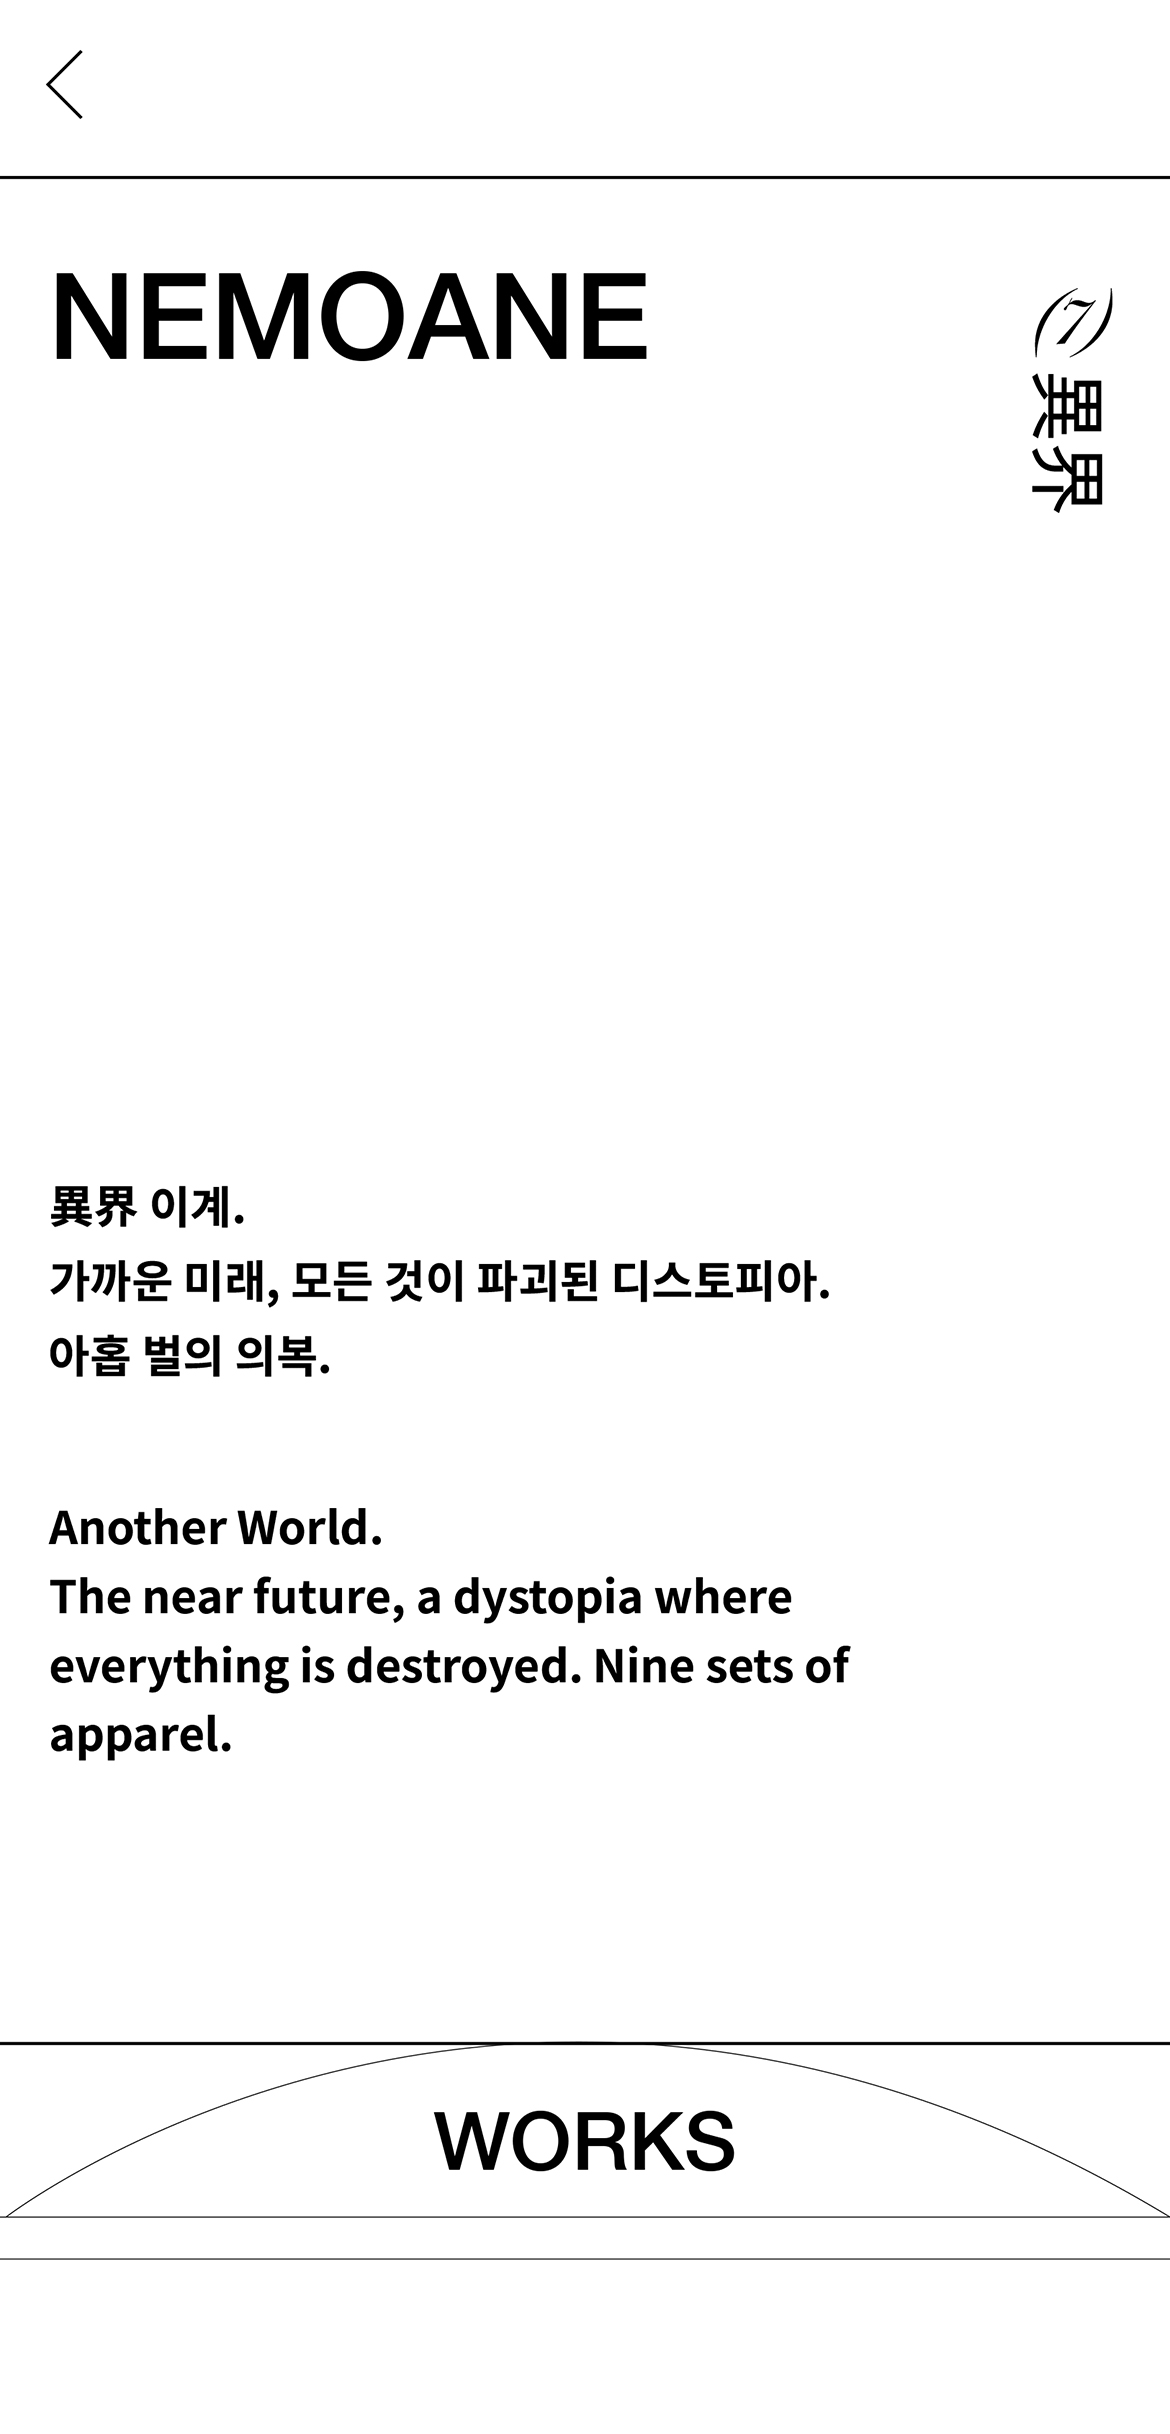 NEMOANE
(7) 異界
異界 이계.
가까운 미래, 모든 것이 파괴된 디스토피아.
아홉 벌의 의복.
Another World.
The near future, a dystopia where
everything is destroyed. Nine sets of
apparel.
WORKS